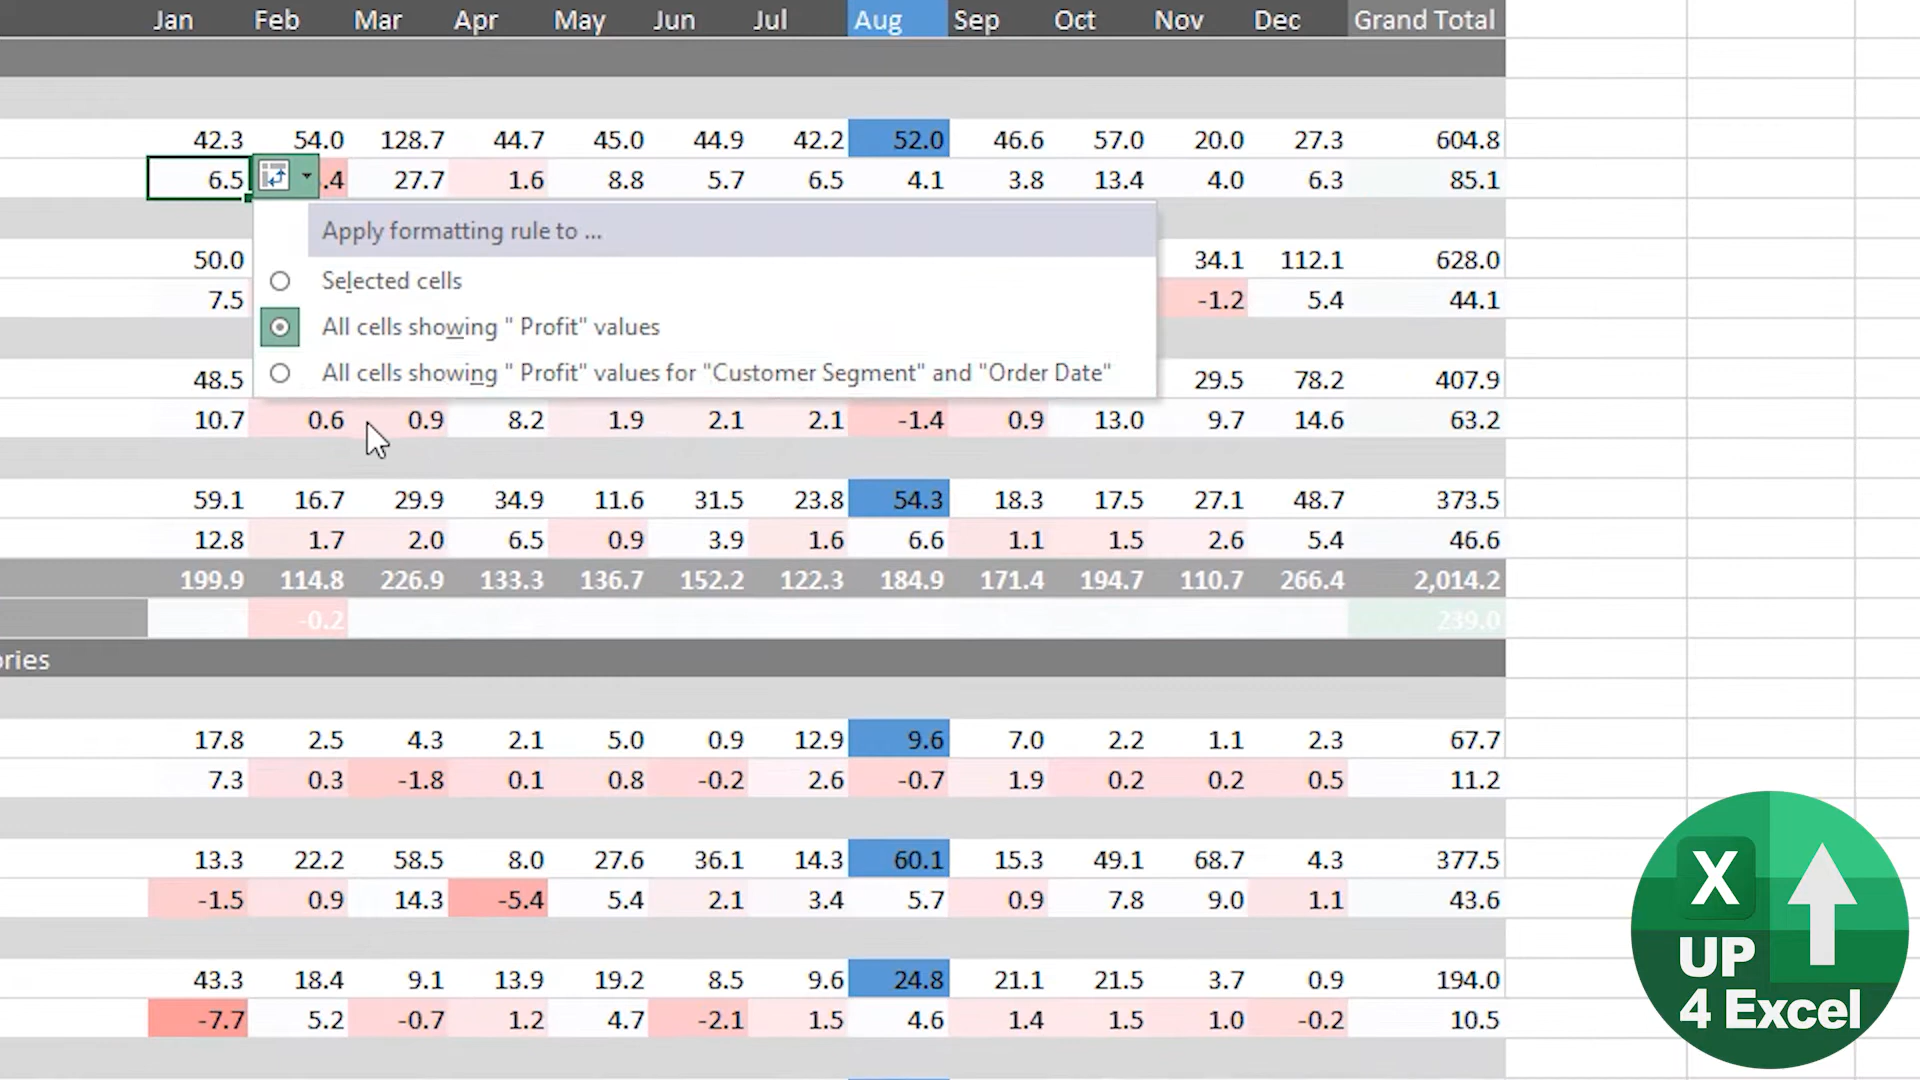 Jan Feb Mar Apr May Jun Jul Aug Sep Oct Nov Dec Grand Total
42.3 54.0 128.7 44.7 45.0 44.9 42.2 52.0 46.6 57.0 20.0 27.3 604.8
6.5 .4 27.7 1.6 8.8 5.7 6.5 4.1 3.8 13.4 4.0 6.3 85.1
Apply formatting rule to ...
50.0 34.1 112.1 628.0
Selected cells
7.5 -1.2 5.4 44.1
All cells showing " Profit" values
All cells showing " Profit" values for "Customer Segment" and "Order Date"
48.5 29.5 78.2 407.9
10.7 0.6 0.9 8.2 1.9 2.1 2.1 -1.4 0.9 13.0 9.7 14.6 63.2
59.1 16.7 29.9 34.9 11.6 31.5 23.8 54.3 18.3 17.5 27.1 48.7 373.5
12.8 1.7 2.0 6.5 0.9 3.9 1.6 6.6 1.1 1.5 2.6 5.4 46.6
199.9 114.8 226.9 133.3 136.7 152.2 122.3 184.9 171.4 194.7 110.7 266.4 2,014.2
-0.2 239.0
ories
17.8 2.5 4.3 2.1 5.0 0.9 12.9 9.6 7.0 2.2 1.1 2.3 67.7
7.3 0.3 -1.8 0.1 0.8 -0.2 2.6 -0.7 1.9 0.2 0.2 0.5 11.2
13.3 22.2 58.5 8.0 27.6 36.1 14.3 60.1 15.3 49.1 68.7 4.3 377.5
-1.5 0.9 14.3 -5.4 5.4 2.1 3.4 5.7 0.9 7.8 9.0 1.1 43.6
43.3 18.4 9.1 13.9 19.2 8.5 9.6 24.8 21.1 21.5 3.7 0.9 194.0
-7.7 5.2 -0.7 1.2 4.7 -2.1 1.5 4.6 1.4 1.5 1.0 -0.2 10.5
X
UP
4 Excel